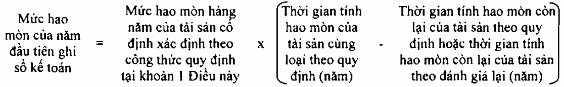 Mức hao
mòn của năm
đầu tiên ghi
sổ kế toán
=
Mức hao mòn hàng
năm của tài sản cố
định xác định theo
công thức quy định
tại khoản 1 Điều này
x
Thời gian tính
hao mòn của
tài sản cùng
loại theo quy
định (năm)
-
Thời gian tính hao mòn còn
lại của tài sản theo quy
định hoặc thời gian tính
hao mòn còn lại của tài sản
theo đánh giá lại (năm)